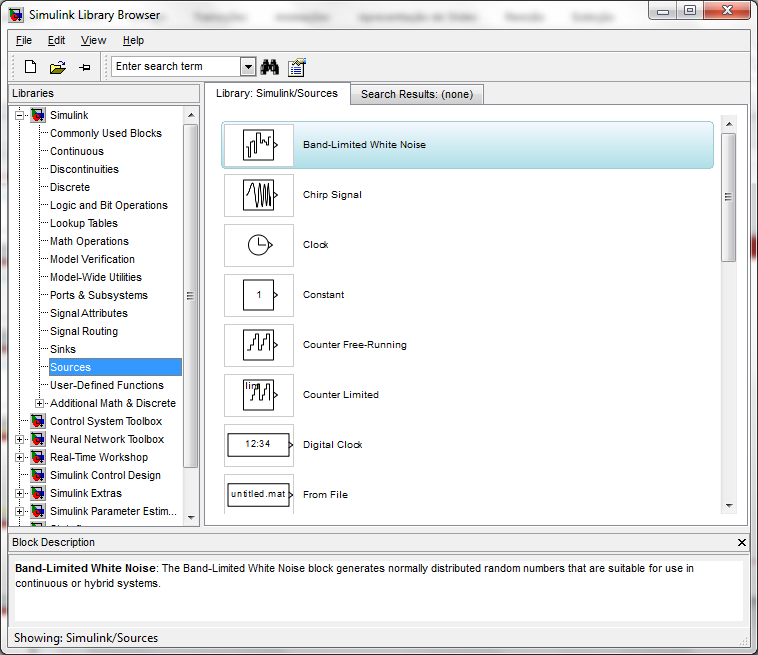 Simulink Library Browser
File Edit View Help
Enter search term
Libraries
Library: Simulink/Sources
Search Results: (none)
Simulink
Commonly Used Blocks
Continuous
Discontinuities
Discrete
Logic and Bit Operations
Lookup Tables
Math Operations
Model Verification
Model-Wide Utilities
Ports & Subsystems
Signal Attributes
Signal Routing
Sinks
Sources
User-Defined Functions
Additional Math & Discrete
Control System Toolbox
Neural Network Toolbox
Real-Time Workshop
Simulink Control Design
Simulink Extras
Simulink Parameter Estim...
Band-Limited White Noise
Chirp Signal
Clock
1
Constant
Counter Free-Running
lim
Counter Limited
12:34
Digital Clock
untitled.mat
From File
Block Description
Band-Limited White Noise: The Band-Limited White Noise block generates normally distributed random numbers that are suitable for use in
continuous or hybrid systems.
Showing: Simulink/Sources